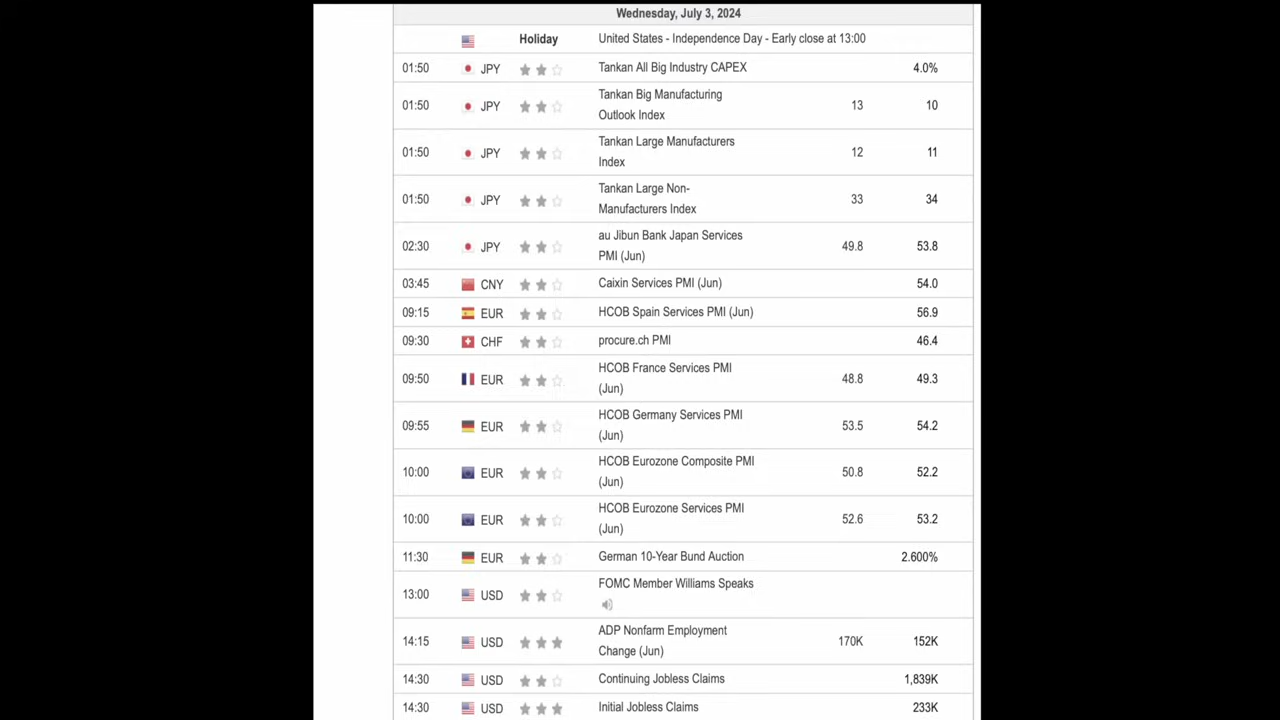 Wednesday, July 3, 2024
Holiday United States - Independence Day - Early close at 13:00
01:50 JPY Tankan All Big Industry CAPEX 4.0%
Tankan Big Manufacturing
01:50 JPY 13 10
Outlook Index
Tankan Large Manufacturers
01:50 JPY 12 11
Index
Tankan Large Non-
01:50 JPY 33 34
Manufacturers Index
au Jibun Bank Japan Services
02:30 JPY 49.8 53.8
PMI (Jun)
03:45 CNY Caixin Services PMI (Jun) 54.0
09:15 EUR HCOB Spain Services PMI (Jun) 56.9
09:30 CHF procure.ch PMI 46.4
HCOB France Services PMI
09:50 EUR 48.8 49.3
(Jun)
HCOB Germany Services PMI
09:55 EUR 53.5 54.2
(Jun)
HCOB Eurozone Composite PMI
10:00 EUR 50.8 52.2
(Jun)
HCOB Eurozone Services PMI
10:00 EUR 52.6 53.2
(Jun)
11:30 EUR German 10-Year Bund Auction 2.600%
FOMC Member Williams Speaks
13:00 USD
ADP Nonfarm Employment
14:15 USD 170K 152K
Change (Jun)
14:30 USD Continuing Jobless Claims 1,839K
14:30 USD Initial Jobless Claims 233K